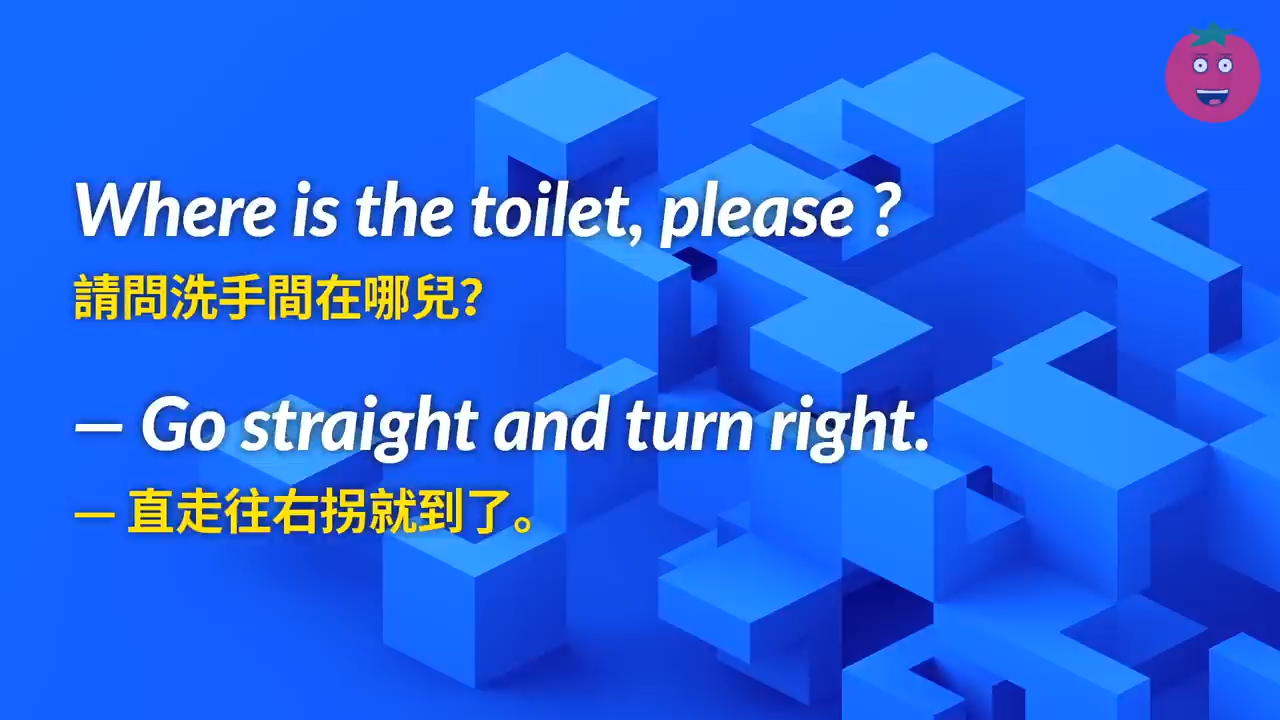 Where is the toilet, please ?
請問洗手間在哪兒?
— Go straight and turn right.
— 直走往右拐就到了。